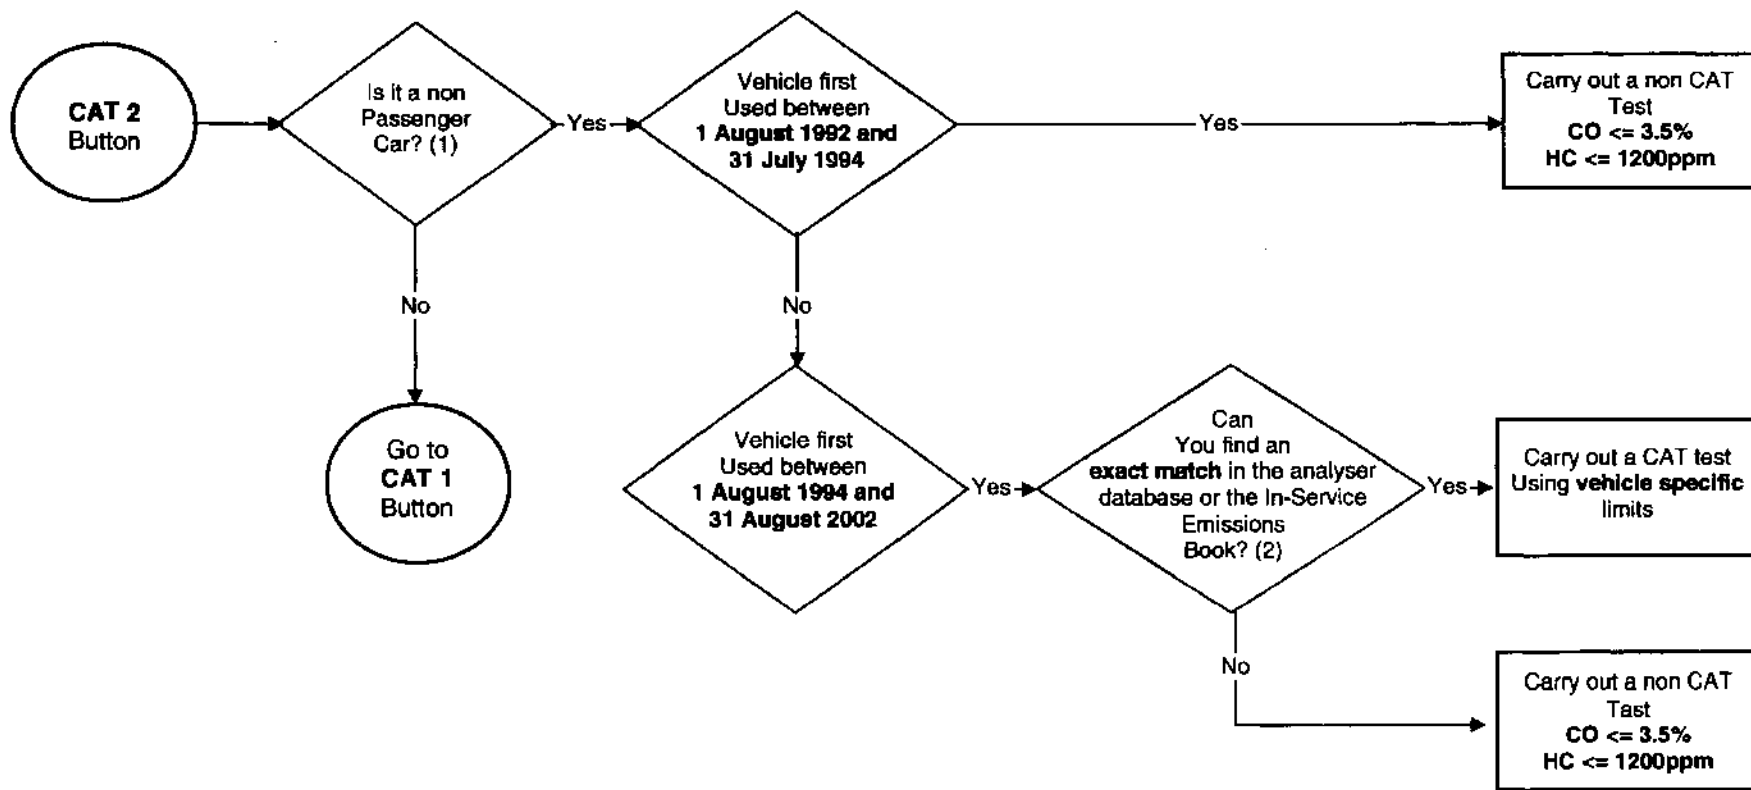 CAT 2
Button
Is it a non
Passenger
Car? (1)
Yes
Vehicle first
Used between
1 August 1992 and
31 July 1994
Yes
Carry out a non CAT
Test
CO <= 3.5%
HC <= 1200ppm
No
No
Go to
CAT 1
Button
Vehicle first
Used between
1 August 1994 and
31 August 2002
Yes
Can
You find an
exact match in the analyser
database or the In-Service
Emissions
Book? (2)
Yes
Carry out a CAT test
Using vehicle specific
limits
No
Carry out a non CAT
Tast
CO <= 3.5%
HC <= 1200ppm